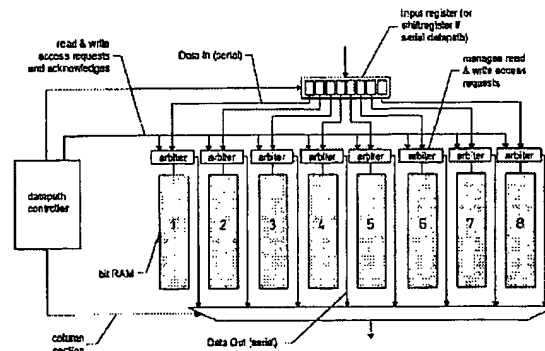 Input register (or
shiftregister if
serial datapath)
read & write
access requests
and acknowledges
Data In (serial)
manages read
& write access
requests
arbiter arbiter arbiter arbiter arbiter arbiter arbiter arbiter
datapath
controller
1 2 3 4 5 6 7 8
bit RAM
column
section
Data Out (serial)